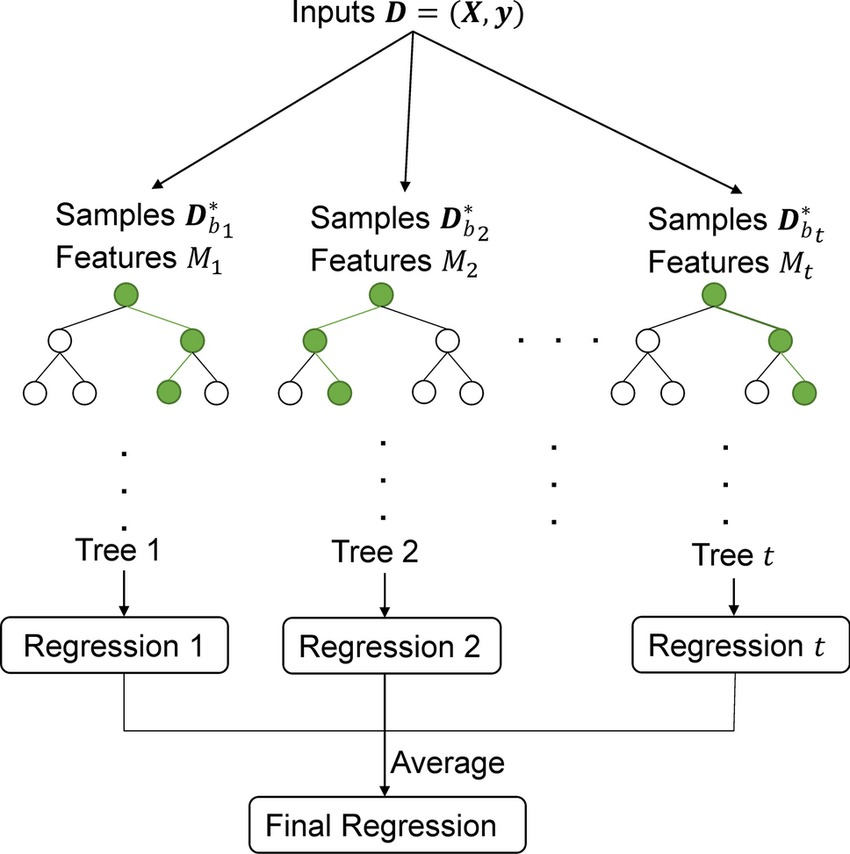 Inputs D = (X, y)
Samples D*b1
Features M1
Samples D*b2
Features M2
Samples D*bt
Features Mt
. . .
Tree 1
Tree 2
Tree t
Regression 1
Regression 2
Regression t
Average
Final Regression